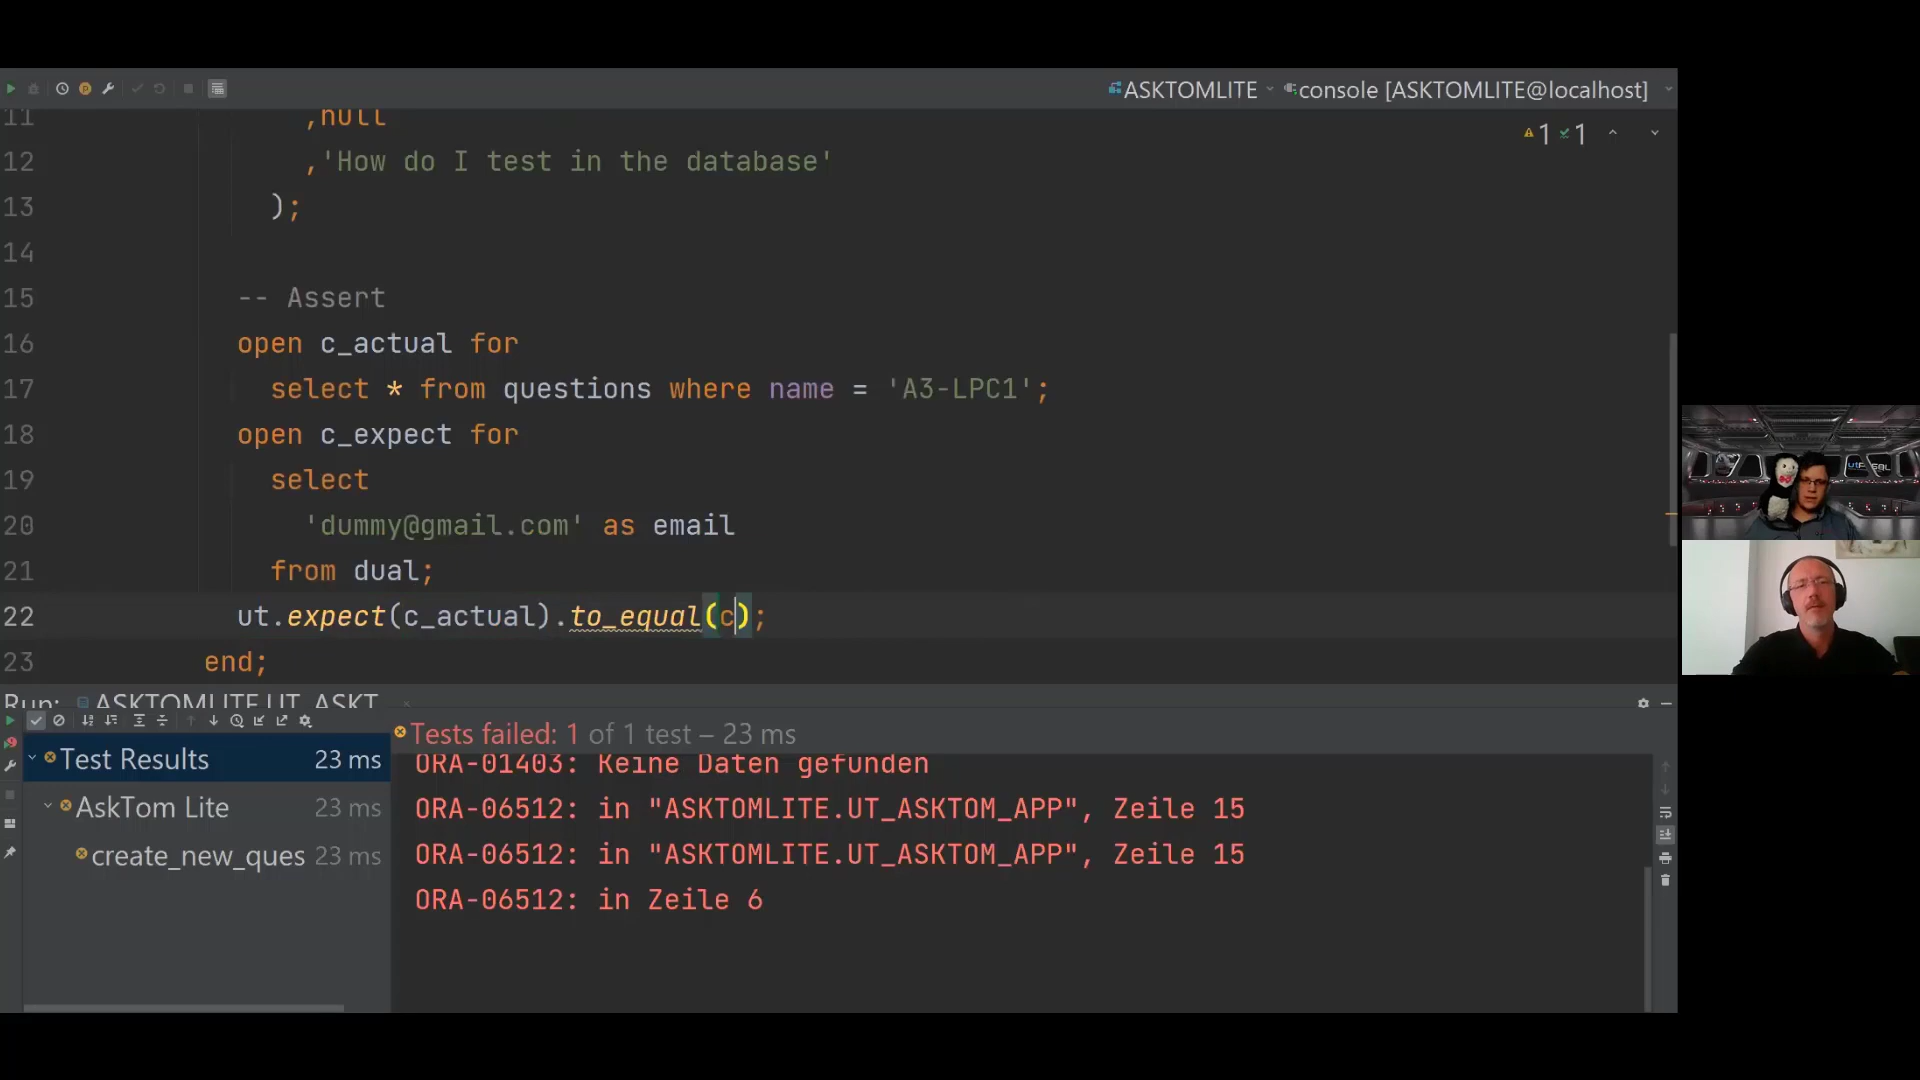 ASKTOMLITE console [ASKTOMLITE@localhost]
11 ,null
1 1
12 ,'How do I test in the database'
13 );
14
15 -- Assert
16 open c_actual for
17 select * from questions where name = 'A3-LPC1';
18 open c_expect for
19 select
20 'dummy@gmail.com' as email
21 from dual;
22 ut.expect(c_actual).to_equal(c);
23 end;
Run: ASKTOMLITE.UT_ASKT
Tests failed: 1 of 1 test – 23 ms
Test Results 23 ms
AskTom Lite 23 ms
create_new_ques 23 ms
ORA-01403: Keine Daten gefunden
ORA-06512: in "ASKTOMLITE.UT_ASKTOM_APP", Zeile 15
ORA-06512: in "ASKTOMLITE.UT_ASKTOM_APP", Zeile 15
ORA-06512: in Zeile 6